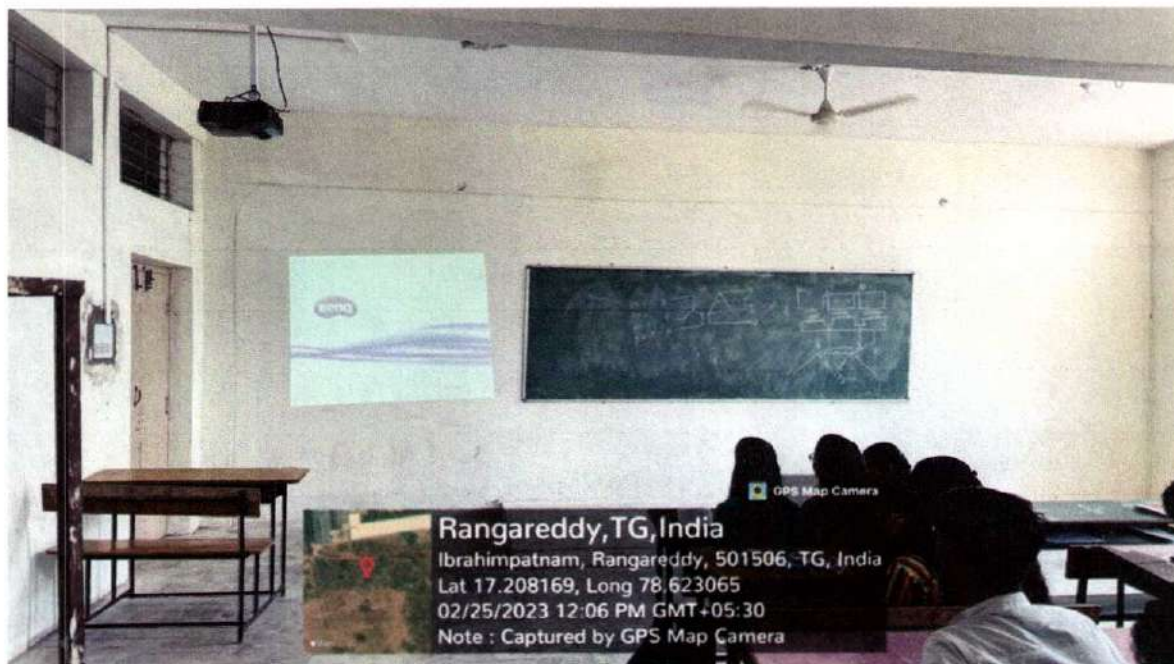 BenQ
GPS Map Camera
Rangareddy,TG,India
Ibrahimpatnam, Rangareddy, 501506, TG, India
Lat 17.208169, Long 78.623065
02/25/2023 12:06 PM GMT+05:30
Note : Captured by GPS Map Camera